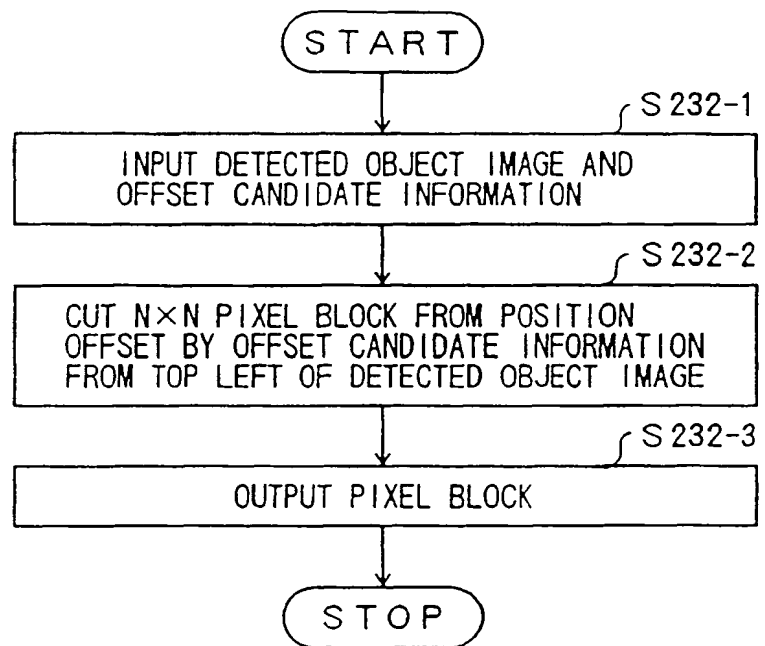 START
S232-1
INPUT DETECTED OBJECT IMAGE AND
OFFSET CANDIDATE INFORMATION
S232-2
CUT N×N PIXEL BLOCK FROM POSITION
OFFSET BY OFFSET CANDIDATE INFORMATION
FROM TOP LEFT OF DETECTED OBJECT IMAGE
S232-3
OUTPUT PIXEL BLOCK
STOP